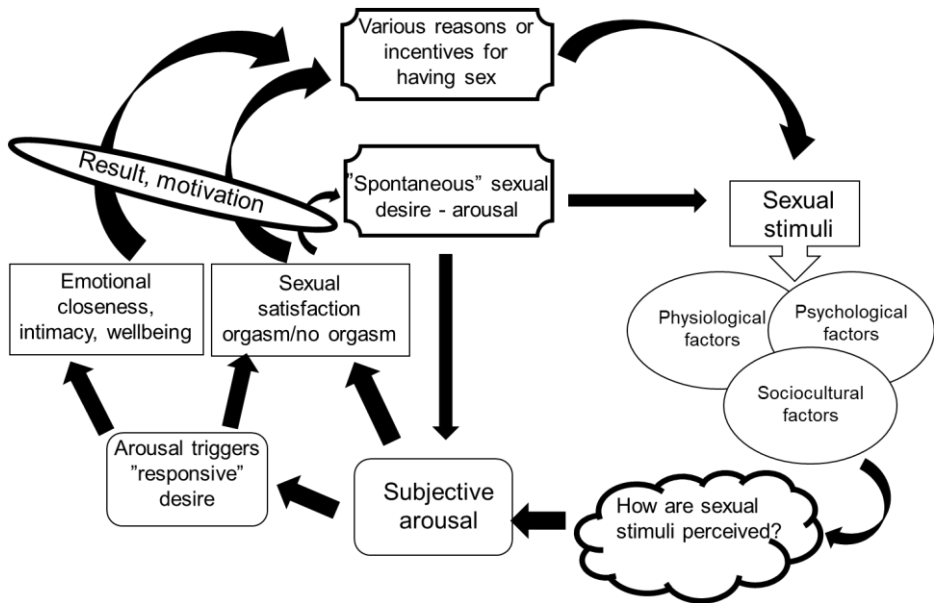 Various reasons or
incentives for
having sex
Result, motivation
”Spontaneous” sexual
desire - arousal
Sexual
stimuli
Emotional
closeness,
intimacy, wellbeing
Sexual
satisfaction
orgasm/no orgasm
Physiological
factors
Psychological
factors
Sociocultural
factors
Arousal triggers
”responsive”
desire
Subjective
arousal
How are sexual
stimuli perceived?